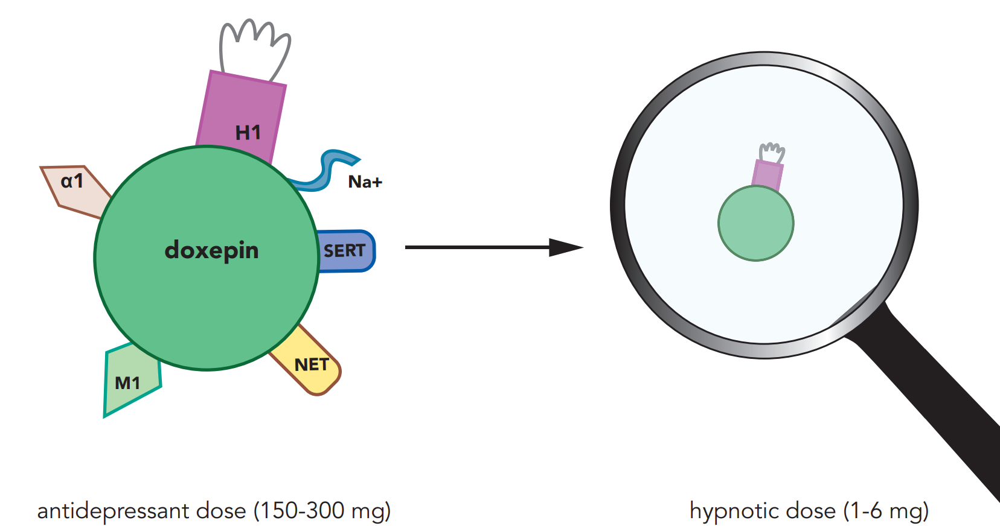 H1
α1
Na+
doxepin
SERT
NET
M1
antidepressant dose (150-300 mg)
hypnotic dose (1-6 mg)